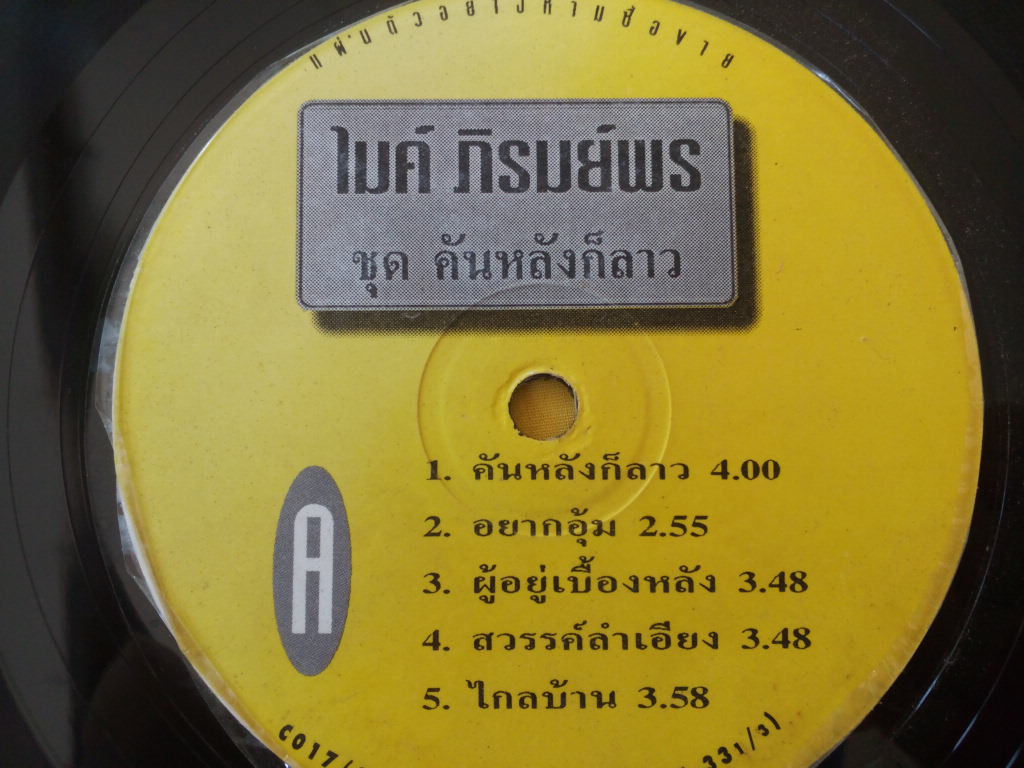 แผ่นตัวอย่างห้ามซื้อขาย
ไมค์ ภิรมย์พร
ชุด คันหลังก็ลาว
1. คันหลังก็ลาว 4.00
2. อยากอุ้ม 2.55
3. ผู้อยู่เบื้องหลัง 3.48
A
4. สวรรค์ลำเอียง 3.48
5. ไกลบ้าน 3.58
C017/
331/3)